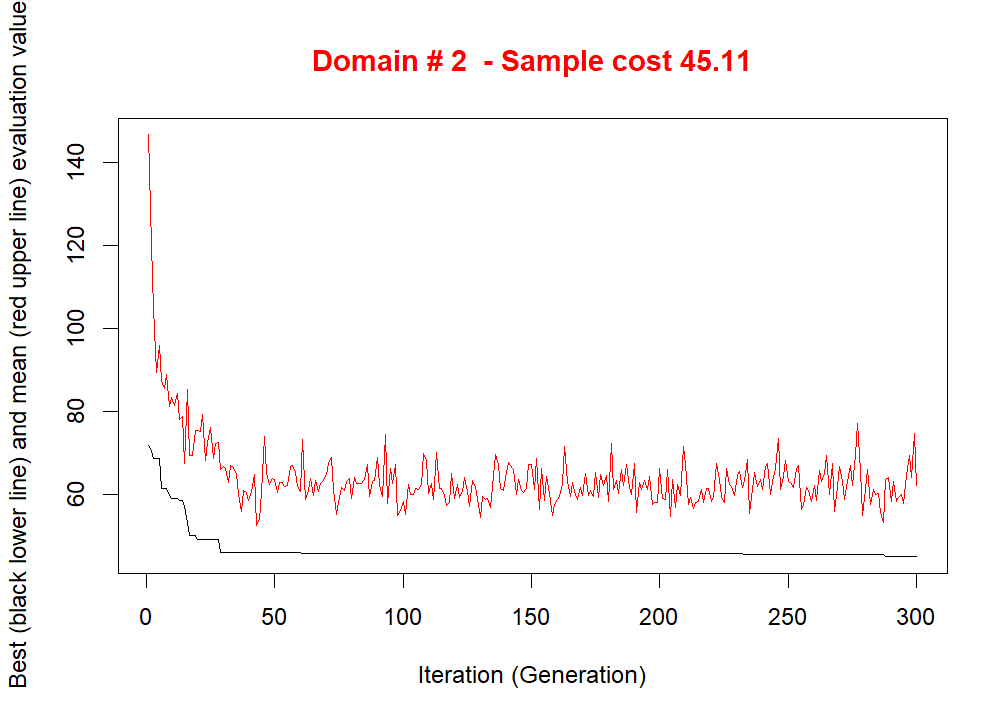 Domain # 2  - Sample cost 45.11
Best (black lower line) and mean (red upper line) evaluation value
140
120
100
80
60
0 50 100 150 200 250 300
Iteration (Generation)